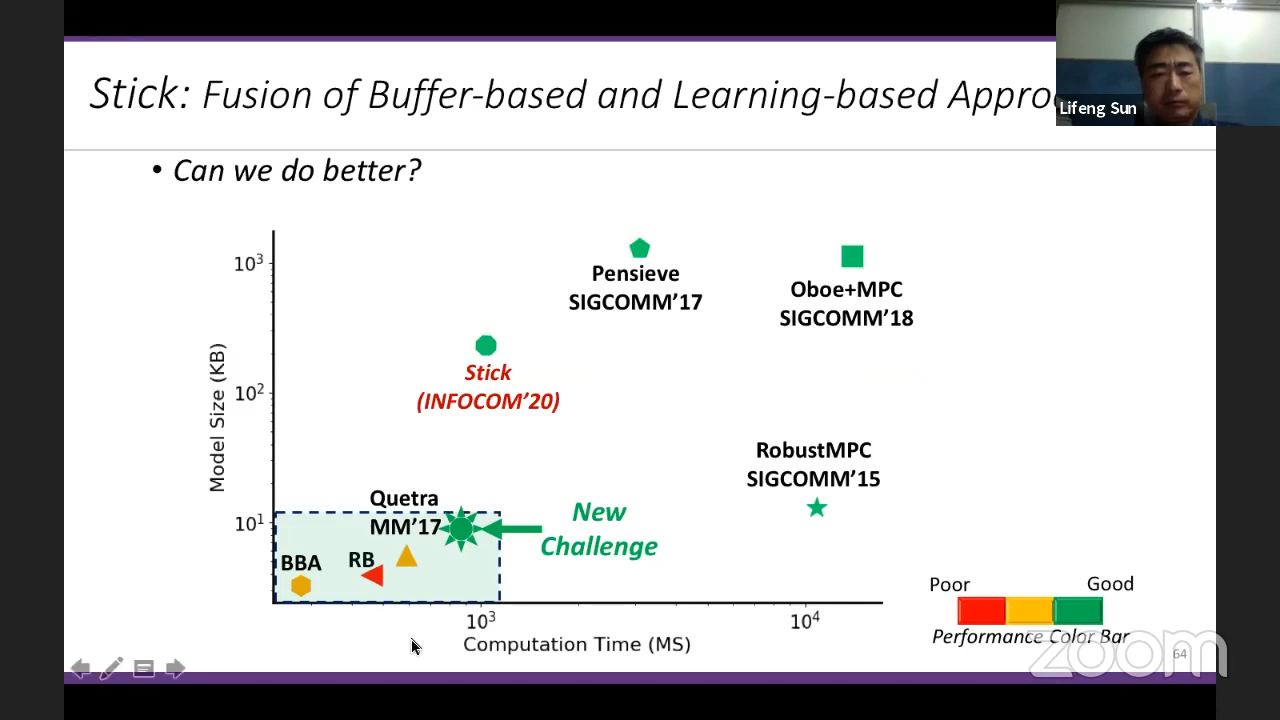 Stick: Fusion of Buffer-based and Learning-based Appro
Lifeng Sun
• Can we do better?
10³
Pensieve
SIGCOMM'17
Oboe+MPC
SIGCOMM'18
Stick
(INFOCOM'20)
10²
Model Size (KB)
RobustMPC
SIGCOMM'15
Quetra
MM'17
New
Challenge
10¹
BBA
RB
Poor
Good
10³
10⁴
Performance Color Bar
Computation Time (MS)
zoom
64